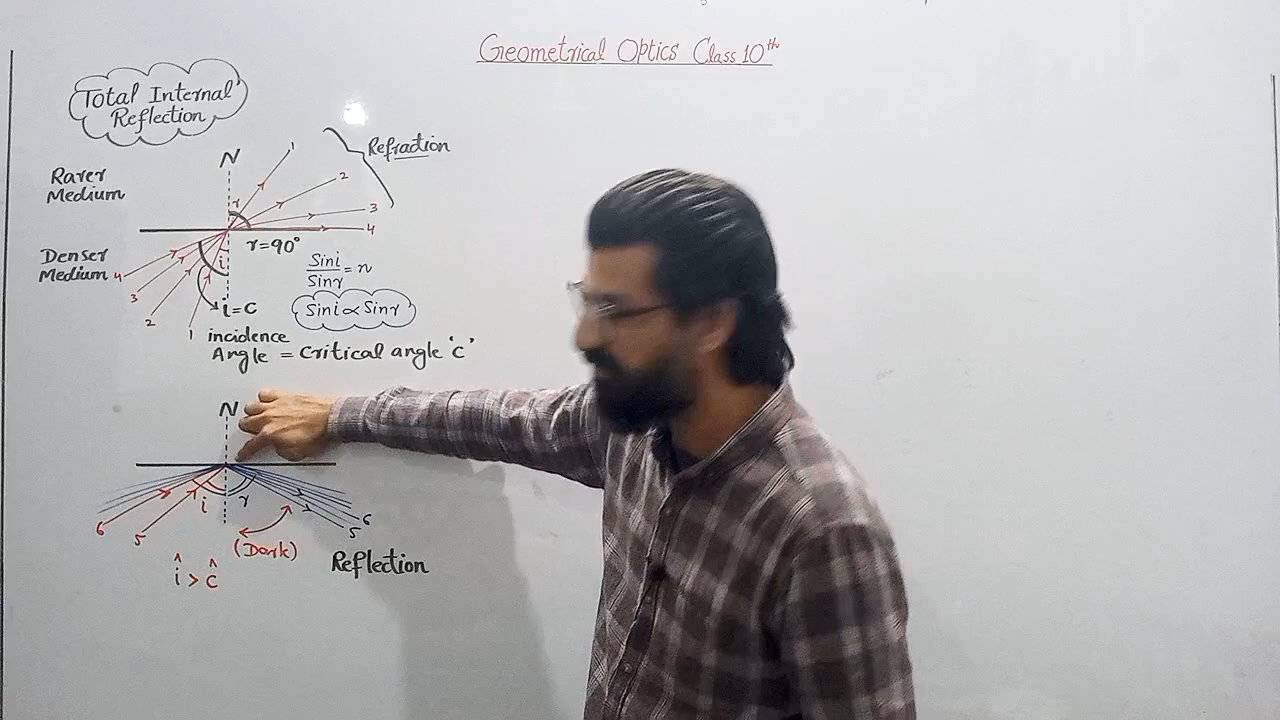 Geometrical Optics Class 10th
Total Internal
Reflection
N
1
Refraction
2
Rarer
Medium
r
3
4
r=90°
Denser
Medium
i
Sini/Sinr = n
4
3
2
1
i=c
Sini ∝ Sinr
incidence
Angle = Critical angle 'c'
N
i
r
6
5
6
5
(Dark)
Reflection
î > ĉ